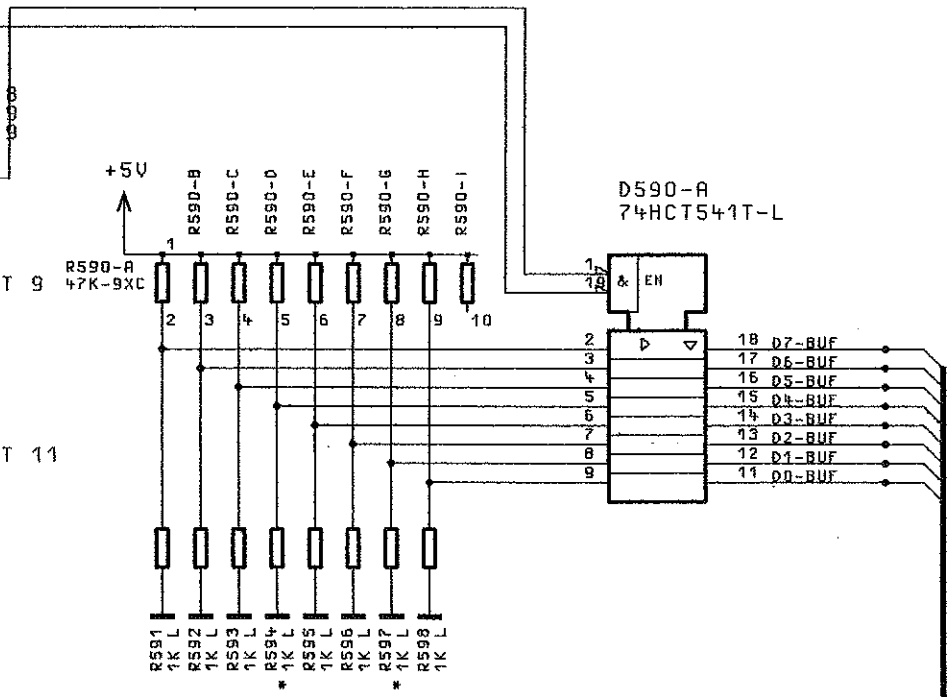 8
9
9
+5V
R590-B
R590-C
R590-D
R590-E
R590-F
R590-G
R590-H
R590-I
D590-A
74HCT541T-L
1
R590-A
47K-9XC
T 9
1
19
&
EN
2
3
4
5
6
7
8
9
10
2
3
4
5
6
7
8
9
18 D7-BUF
17 D6-BUF
16 D5-BUF
15 D4-BUF
14 D3-BUF
13 D2-BUF
12 D1-BUF
11 D0-BUF
T 11
R591
1K L
R592
1K L
R593
1K L
R594
1K L
*
R595
1K L
R596
1K L
R597
1K L
*
R598
1K L